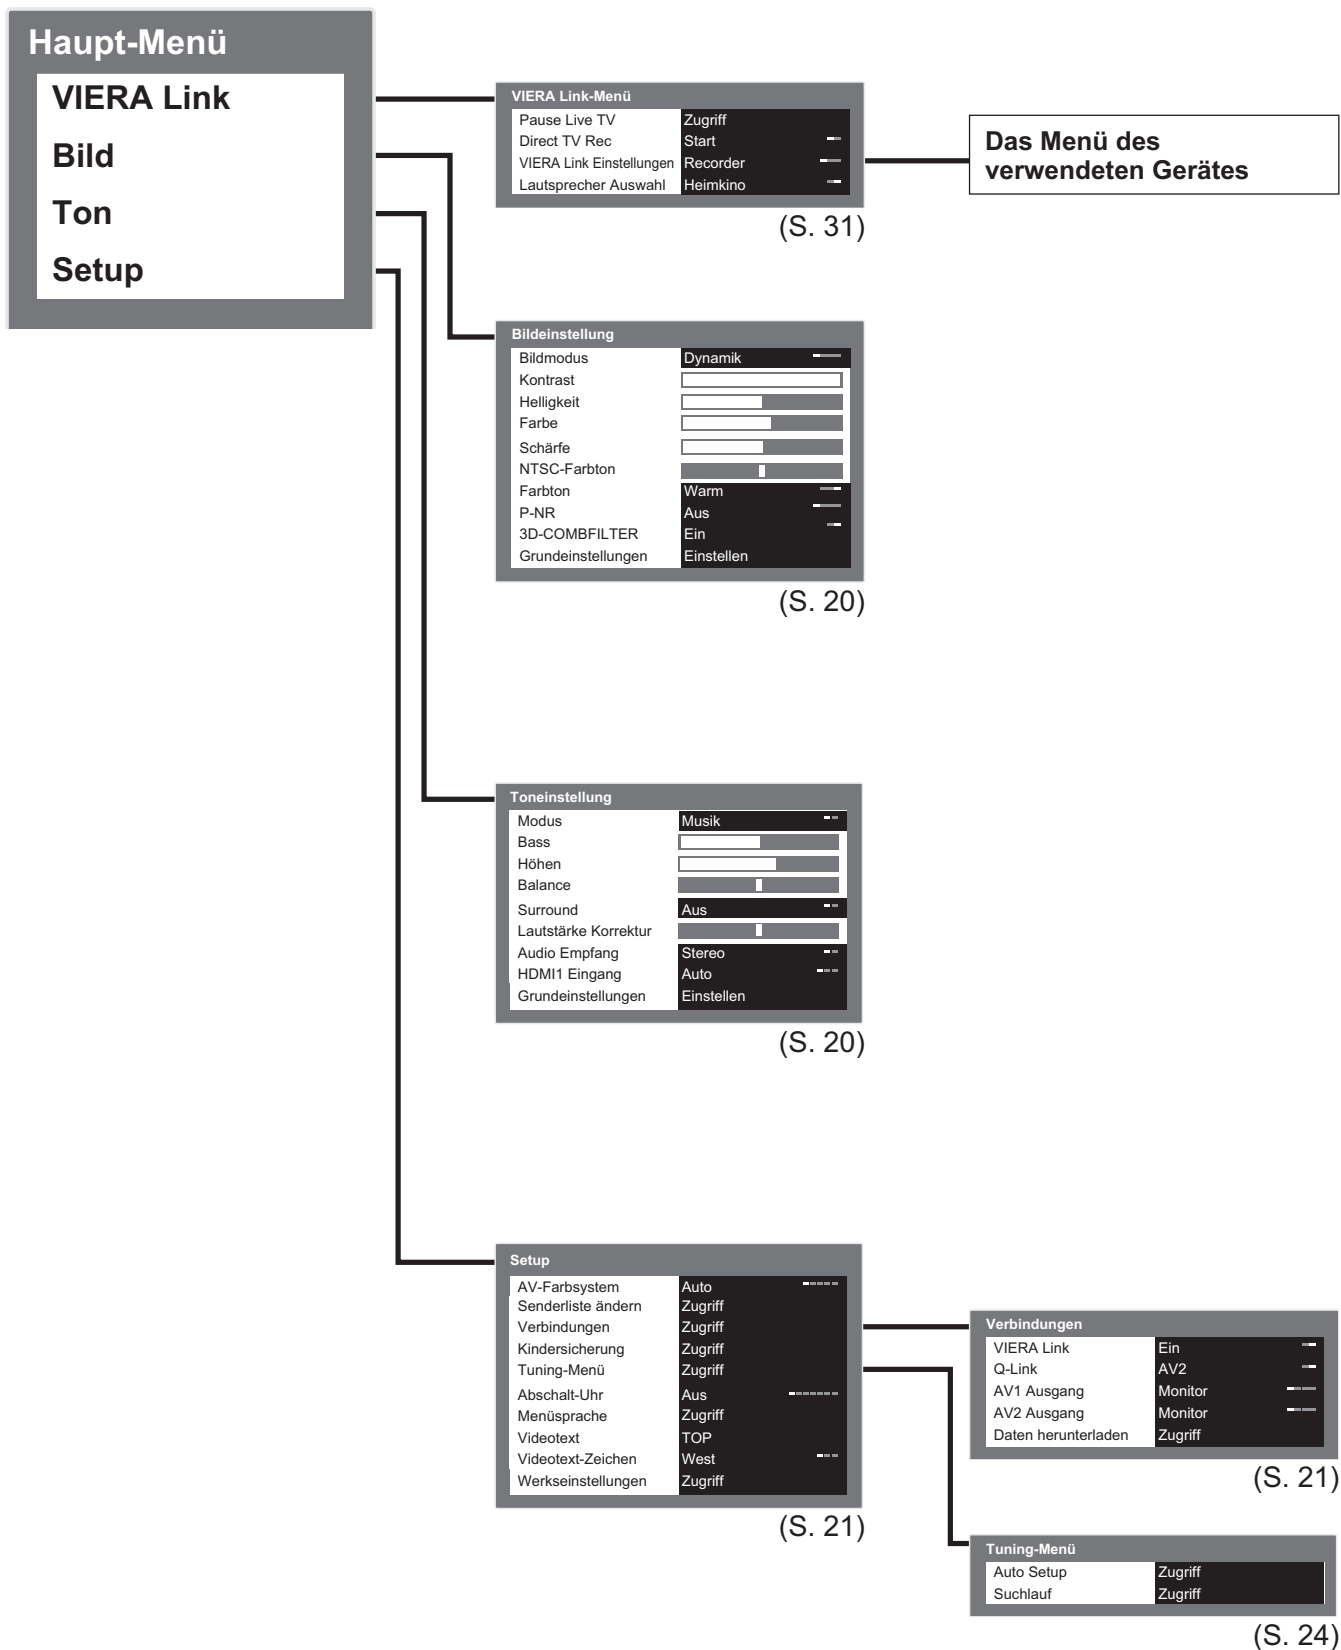 Haupt-Menü
VIERA Link
Bild
Ton
Setup
VIERA Link-Menü
Pause Live TV Zugriff
Direct TV Rec Start
VIERA Link Einstellungen Recorder
Lautsprecher Auswahl Heimkino
(S. 31)
Das Menü des
verwendeten Gerätes
Bildeinstellung
Bildmodus Dynamik
Kontrast
Helligkeit
Farbe
Schärfe
NTSC-Farbton
Farbton Warm
P-NR Aus
3D-COMBFILTER Ein
Grundeinstellungen Einstellen
(S. 20)
Toneinstellung
Modus Musik
Bass
Höhen
Balance
Surround Aus
Lautstärke Korrektur
Audio Empfang Stereo
HDMI1 Eingang Auto
Grundeinstellungen Einstellen
(S. 20)
Setup
AV-Farbsystem Auto
Senderliste ändern Zugriff
Verbindungen Zugriff
Kindersicherung Zugriff
Tuning-Menü Zugriff
Abschalt-Uhr Aus
Menüsprache Zugriff
Videotext TOP
Videotext-Zeichen West
Werkseinstellungen Zugriff
(S. 21)
Verbindungen
VIERA Link Ein
Q-Link AV2
AV1 Ausgang Monitor
AV2 Ausgang Monitor
Daten herunterladen Zugriff
(S. 21)
Tuning-Menü
Auto Setup Zugriff
Suchlauf Zugriff
(S. 24)